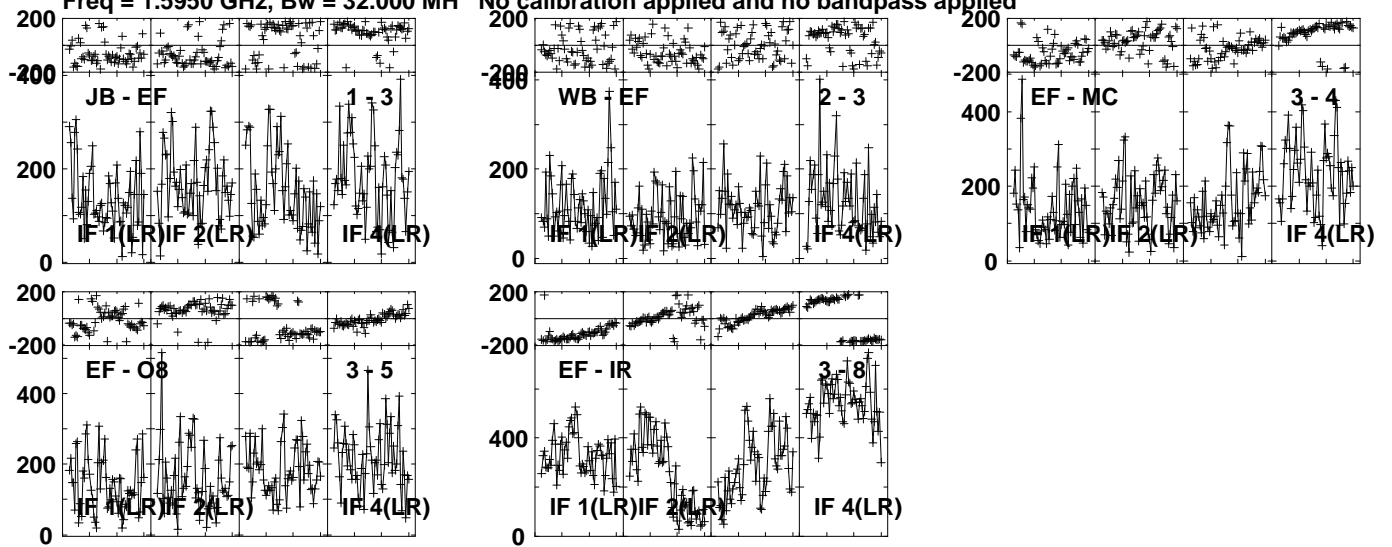 Freq = 1.5950 GHz, Bw = 32.000 MH No calibration applied and no bandpass applied
200
-200
400
JB - EF
1 - 3
200
0
IF 1(LR)
IF 2(LR)
IF 4(LR)
200
-200
400
WB - EF
2 - 3
200
0
IF 1(LR)
IF 2(LR)
IF 4(LR)
200
-200
EF - MC
3 - 4
400
200
0
IF 1(LR)
IF 2(LR)
IF 4(LR)
200
-200
EF - O8
3 - 5
400
200
0
IF 1(LR)
IF 2(LR)
IF 4(LR)
200
-200
EF - IR
3 - 8
400
0
IF 1(LR)
IF 2(LR)
IF 4(LR)